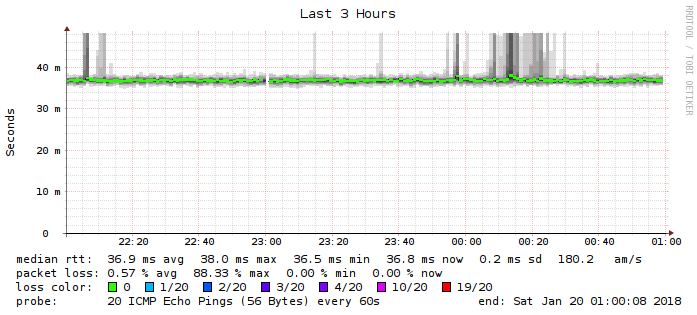 Last 3 Hours
RRDTOOL / TOBI OETIKER
Seconds
40 m
30 m
20 m
10 m
0
22:20 22:40 23:00 23:20 23:40 00:00 00:20 00:40 01:00
median rtt: 36.9 ms avg 38.0 ms max 36.5 ms min 36.8 ms now 0.2 ms sd 180.2 am/s
packet loss: 0.57 % avg 88.33 % max 0.00 % min 0.00 % now
loss color: 0 1/20 2/20 3/20 4/20 10/20 19/20
probe: 20 ICMP Echo Pings (56 Bytes) every 60s end: Sat Jan 20 01:00:08 2018